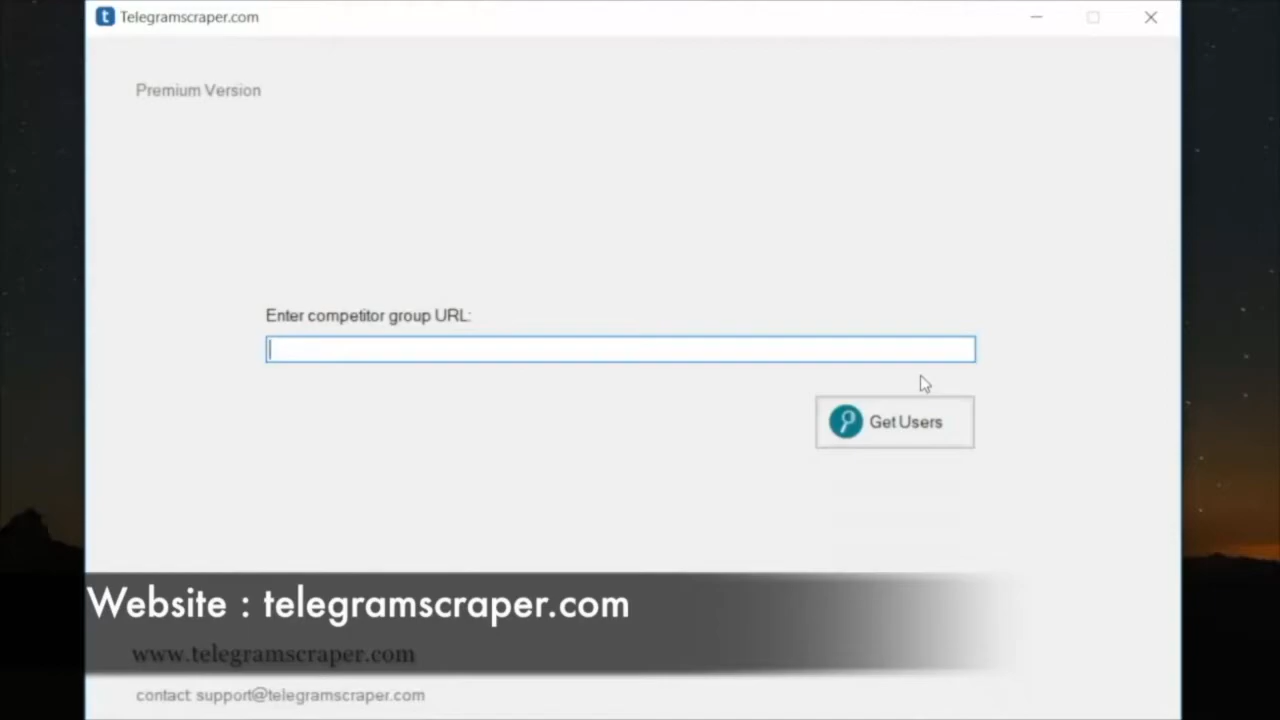 Telegramscraper.com
Premium Version
Enter competitor group URL:
Get Users
Website : telegramscraper.com
www.telegramscraper.com
contact: support@telegramscraper.com